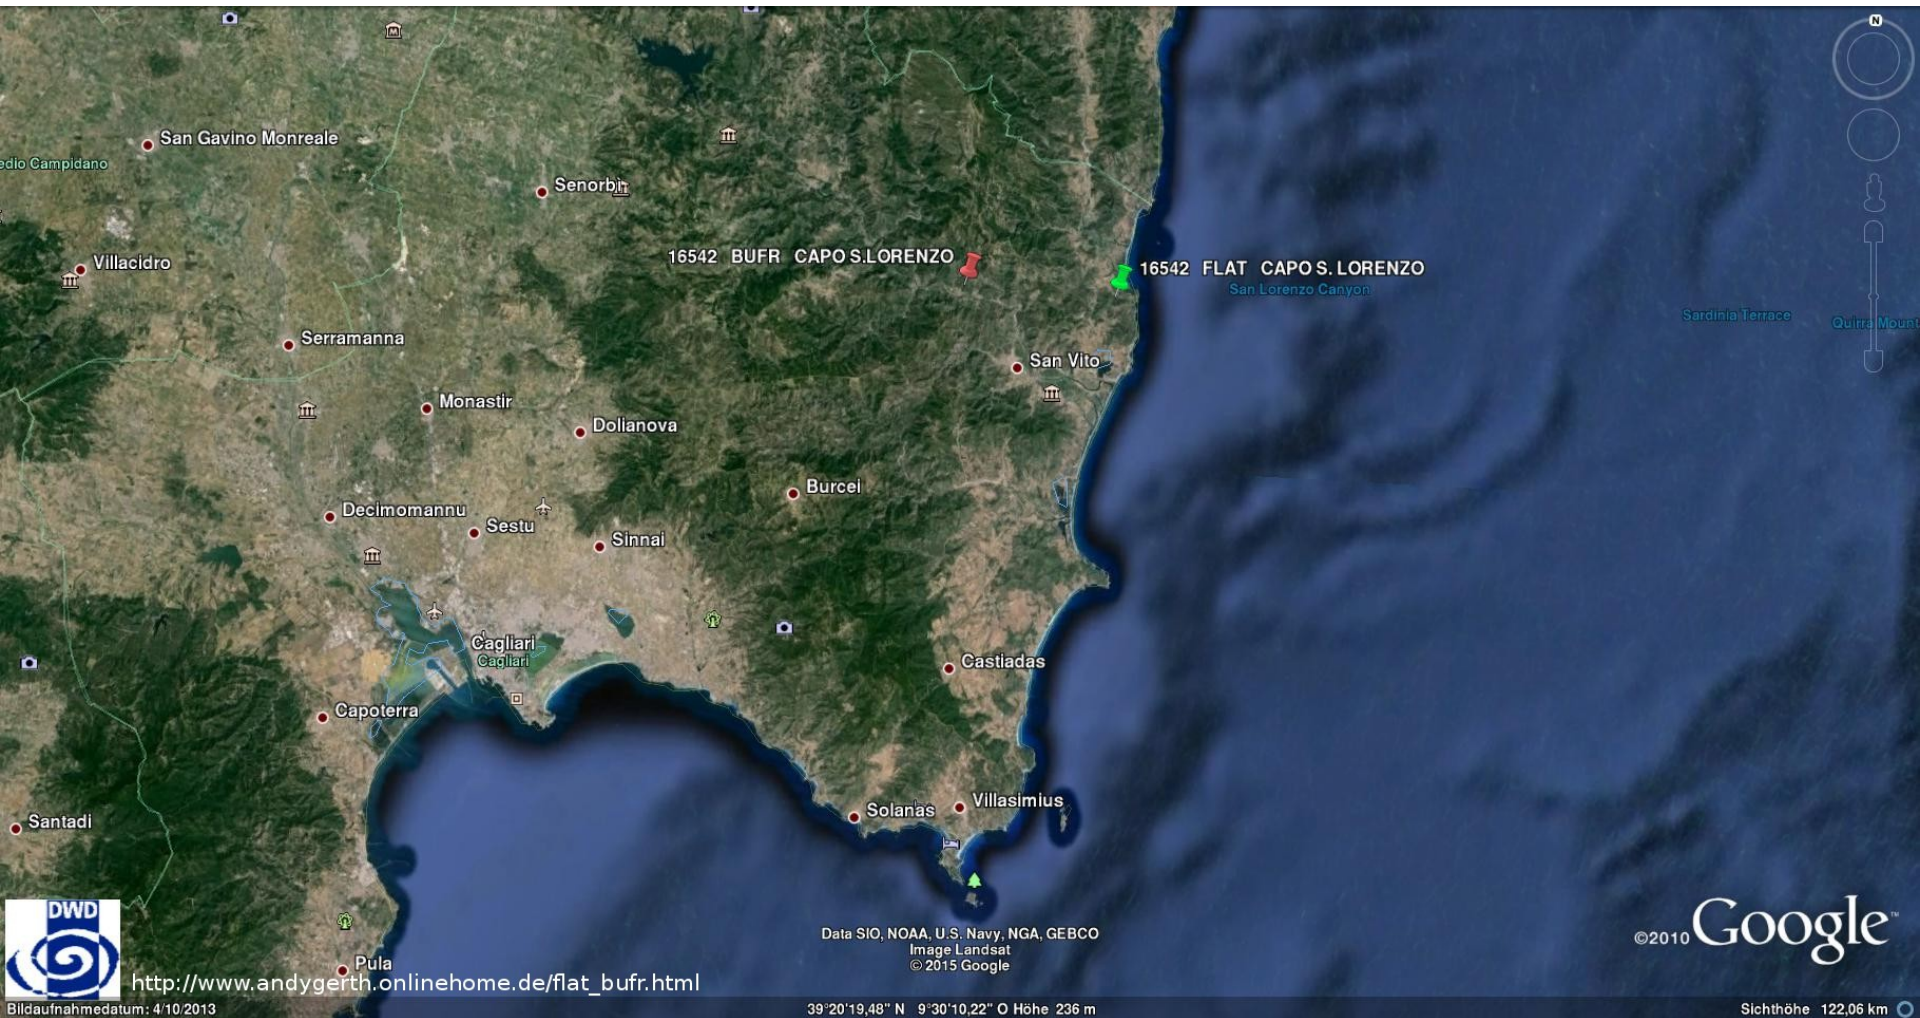 N
San Gavino Monreale
edio Campidano
Senorbì
16542 BUFR CAPO S.LORENZO
Villacidro
16542 FLAT CAPO S. LORENZO
San Lorenzo Canyon
Sardinia Terrace
Quirra Mount
Serramanna
San Vito
Monastir
Dolianova
Burcei
Decimomannu
Sestu
Sinnai
Cagliari
Cagliari
Castiadas
Capoterra
Villasimius
Solanas
Santadi
DWD
Data SIO, NOAA, U.S. Navy, NGA, GEBCO
Image Landsat
© 2015 Google
©2010 Google™
Pula
http://www.andygerth.onlinehome.de/flat_bufr.html
Bildaufnahmedatum: 4/10/2013
39°20'19,48" N 9°30'10,22" O Höhe 236 m
Sichthöhe 122,06 km